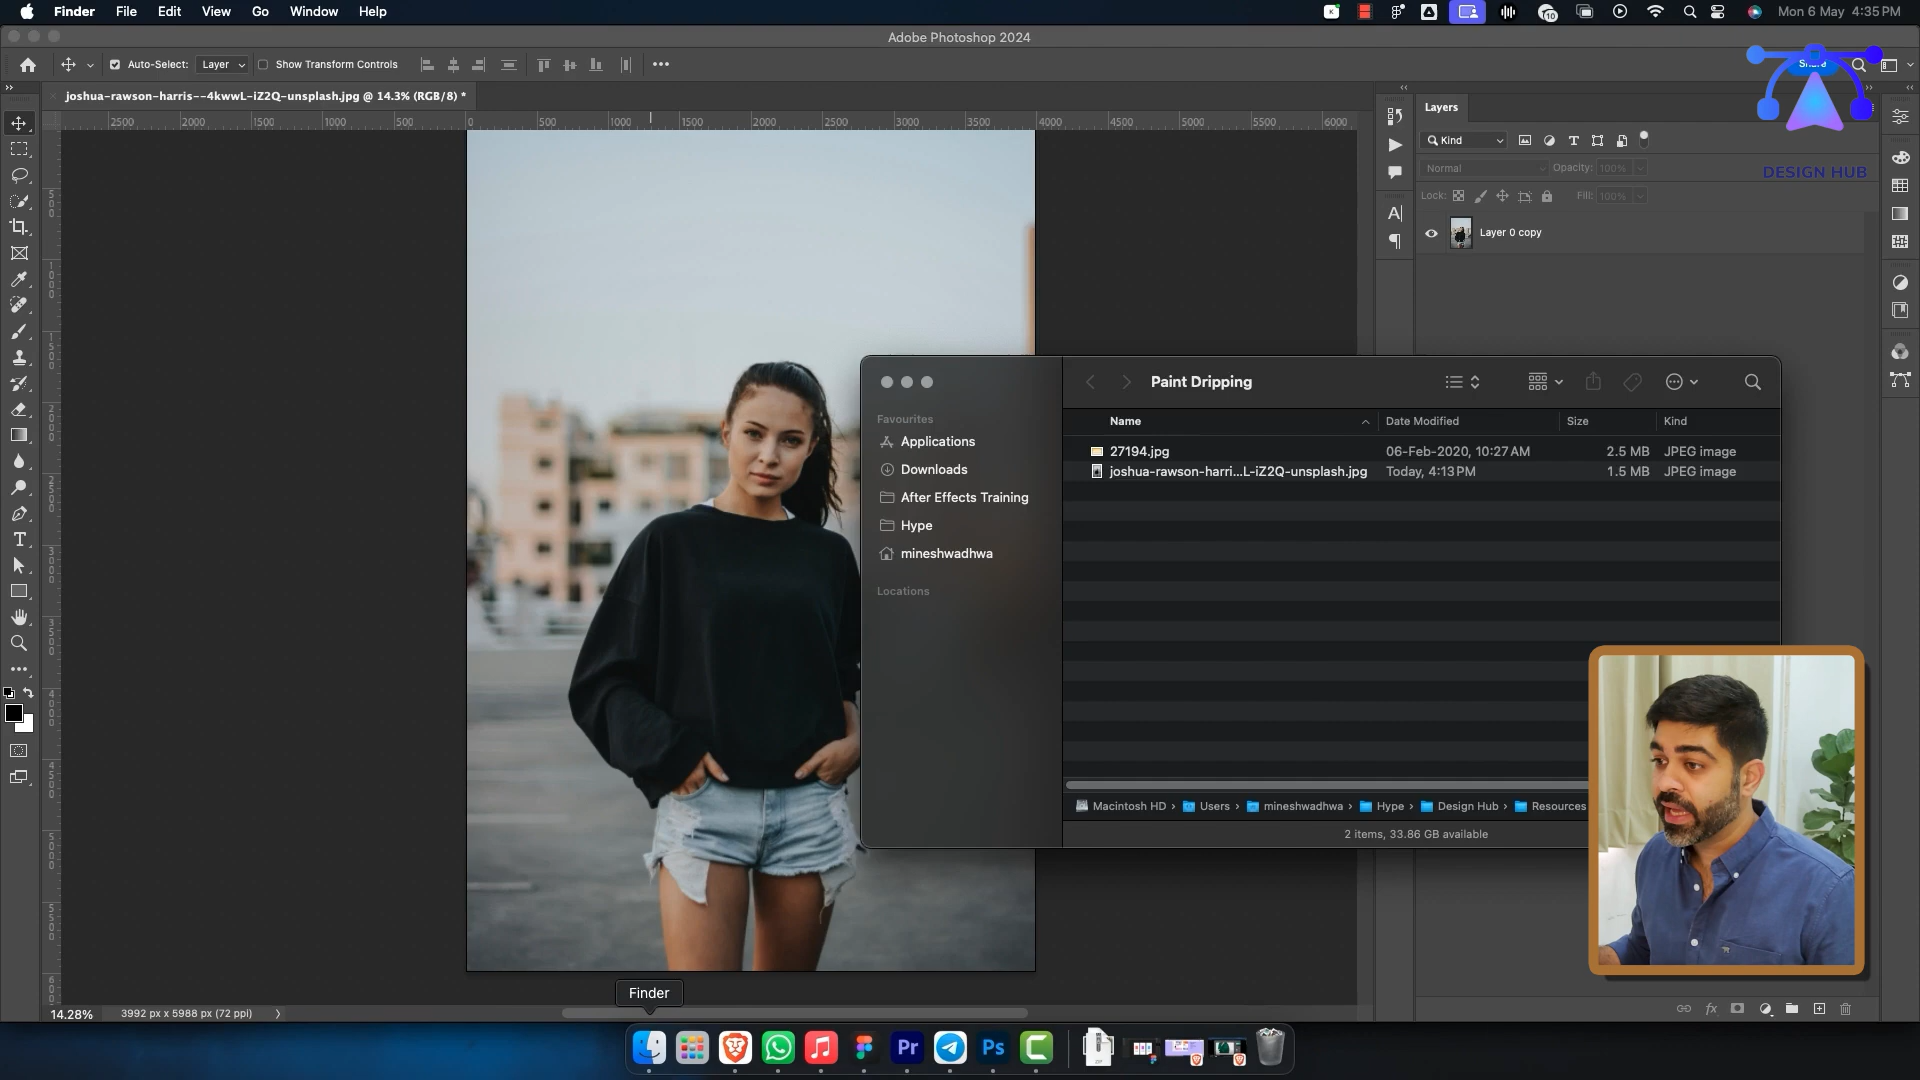 Finder File Edit View Go Window Help
10
Mon 6 May 4:35 PM
Adobe Photoshop 2024
Auto-Select: Layer Show Transform Controls
Share
joshua-rawson-harris--4kwwL-iZ2Q-unsplash.jpg @ 14.3% (RGB/8) *
2500 2000 1500 1000 500 0 500 1000 1500 2000 2500 3000 3500 4000 4500 5000 5500 6000
Layers
Kind
Normal Opacity: 100%
DESIGN HUB
Lock: Fill: 100%
Layer 0 copy
Paint Dripping
Favourites
Applications
Downloads
After Effects Training
Hype
mineshwadhwa
Locations
Name Date Modified Size Kind
27194.jpg 06-Feb-2020, 10:27 AM 2.5 MB JPEG image
joshua-rawson-harri...L-iZ2Q-unsplash.jpg Today, 4:13 PM 1.5 MB JPEG image
Macintosh HD › Users › mineshwadhwa › Hype › Design Hub › Resources
2 items, 33.86 GB available
Finder
14.28% 3992 px x 5988 px (72 ppi)
fx
Pr
Ps